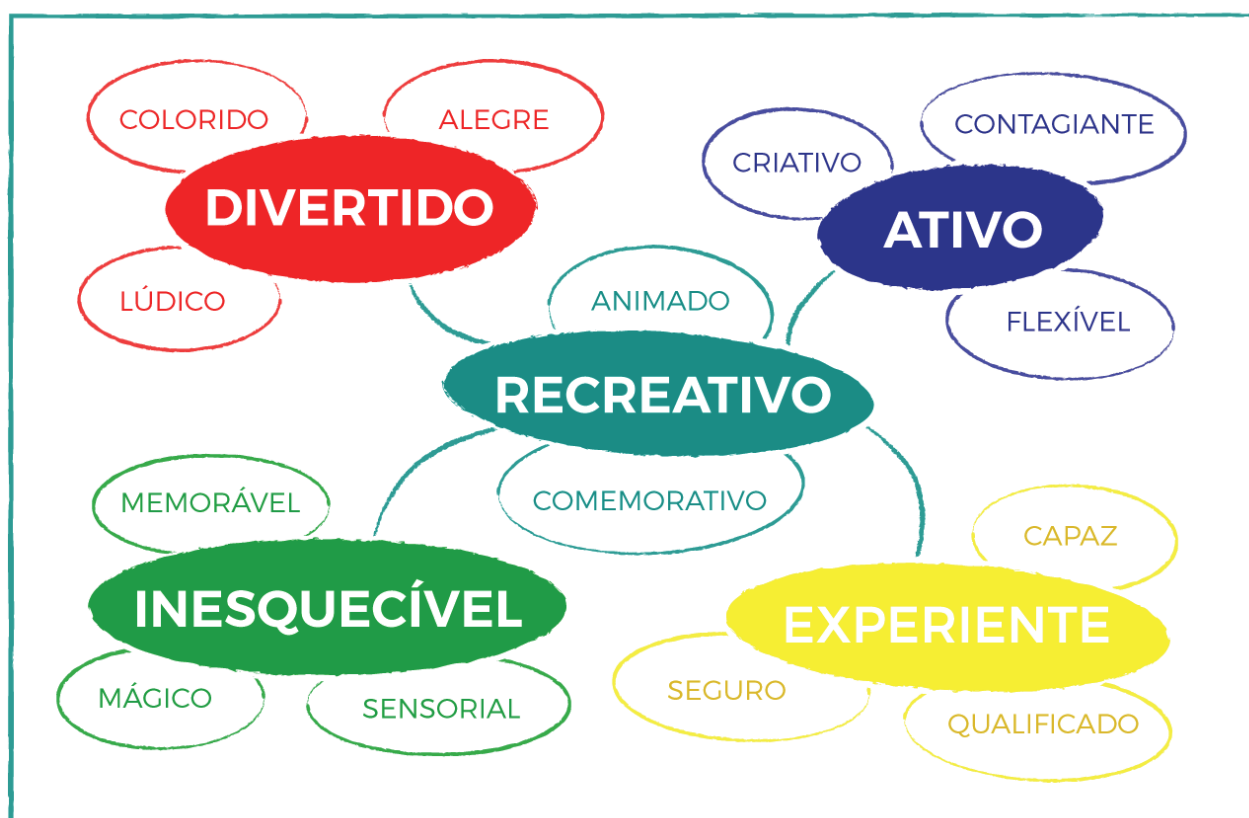 COLORIDO
ALEGRE
DIVERTIDO
LÚDICO
CONTAGIANTE
CRIATIVO
ATIVO
FLEXÍVEL
ANIMADO
RECREATIVO
COMEMORATIVO
MEMORÁVEL
INESQUECÍVEL
MÁGICO
SENSORIAL
CAPAZ
EXPERIENTE
SEGURO
QUALIFICADO